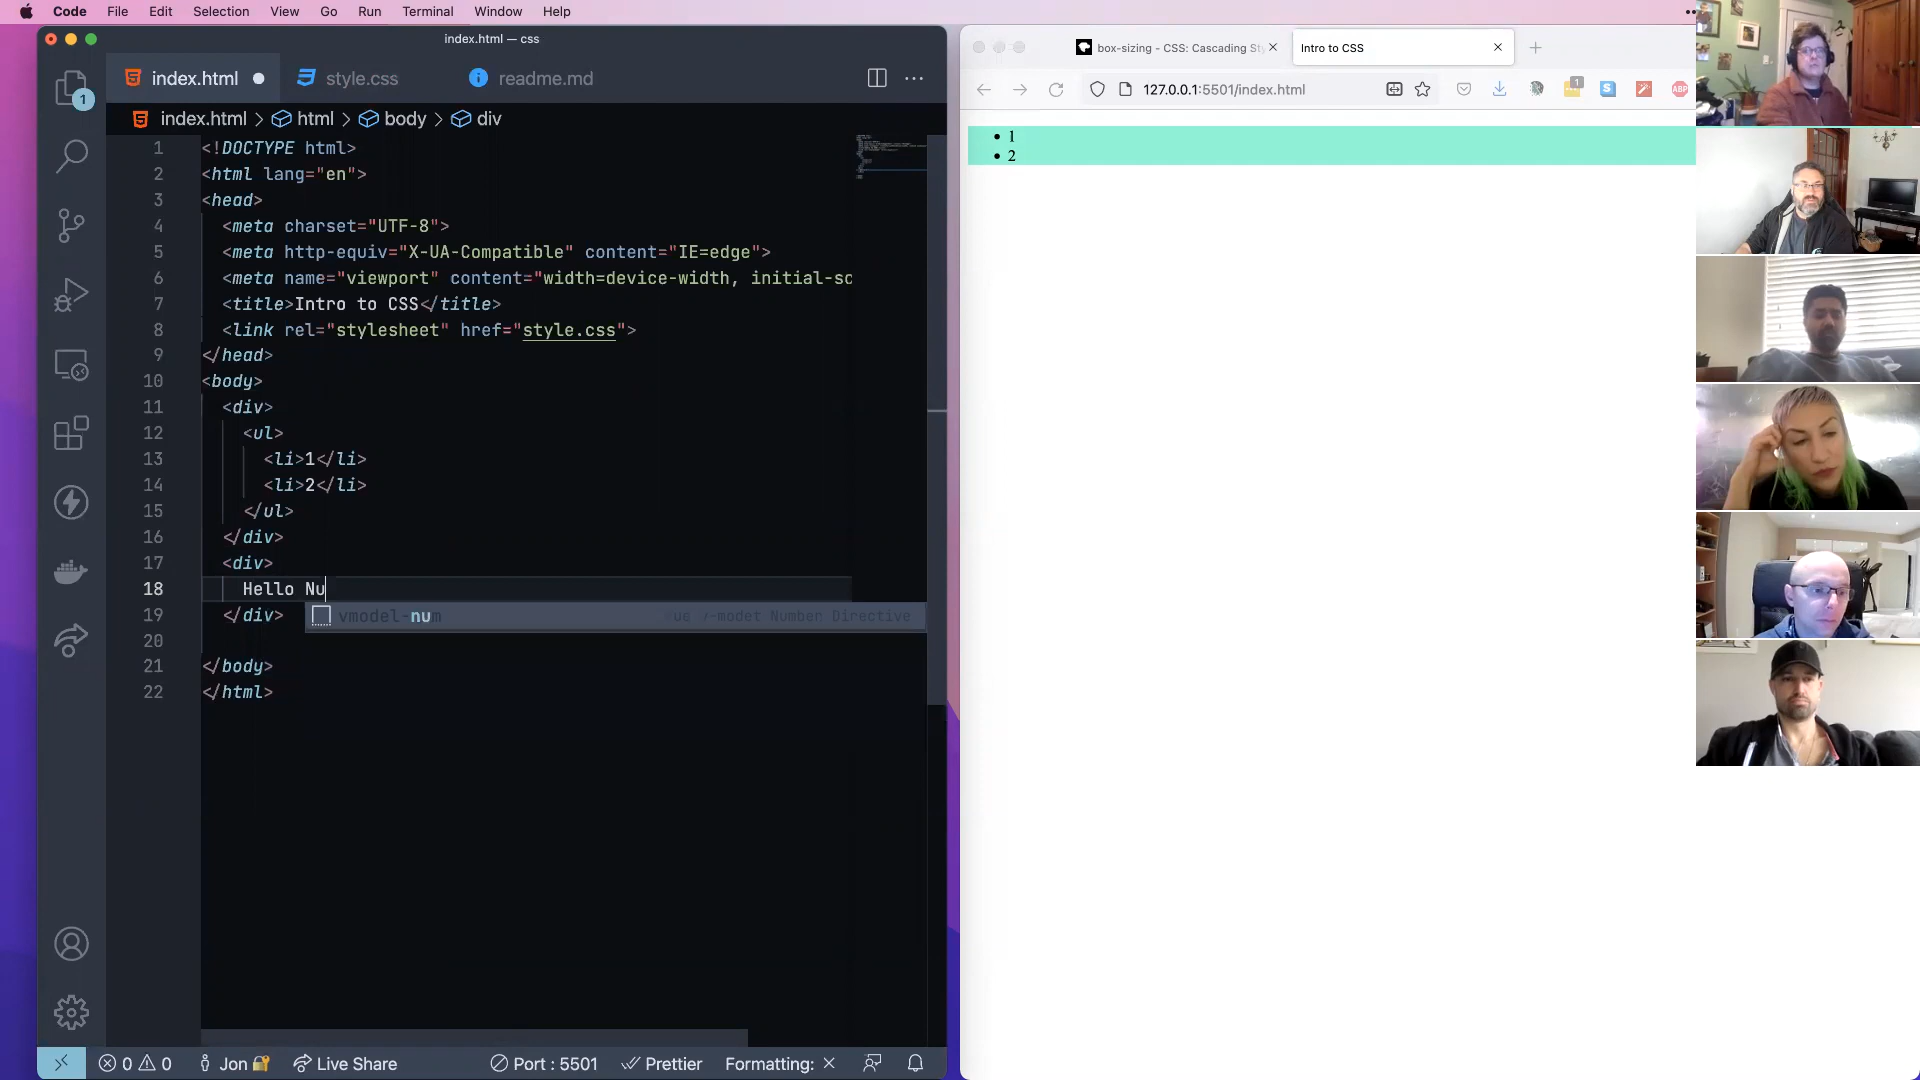 Code File Edit Selection View Go Run Terminal Window Help
index.html — css
index.html style.css readme.md
index.html > html > body > div
1 <!DOCTYPE html>
2 <html lang="en">
3 <head>
4 <meta charset="UTF-8">
5 <meta http-equiv="X-UA-Compatible" content="IE=edge">
6 <meta name="viewport" content="width=device-width, initial-sc
7 <title>Intro to CSS</title>
8 <link rel="stylesheet" href="style.css">
9 </head>
10 <body>
11 <div>
12 <ul>
13 <li>1</li>
14 <li>2</li>
15 </ul>
16 </div>
17 <div>
18 Hello Nu
19 </div>
vmodel-num Number Directive
20
21 </body>
22 </html>
1
0 0 Jon Live Share Port : 5501 Prettier Formatting: ×
box-sizing - CSS: Cascading St
Intro to CSS
127.0.0.1:5501/index.html
1
S
ABP
• 1
• 2